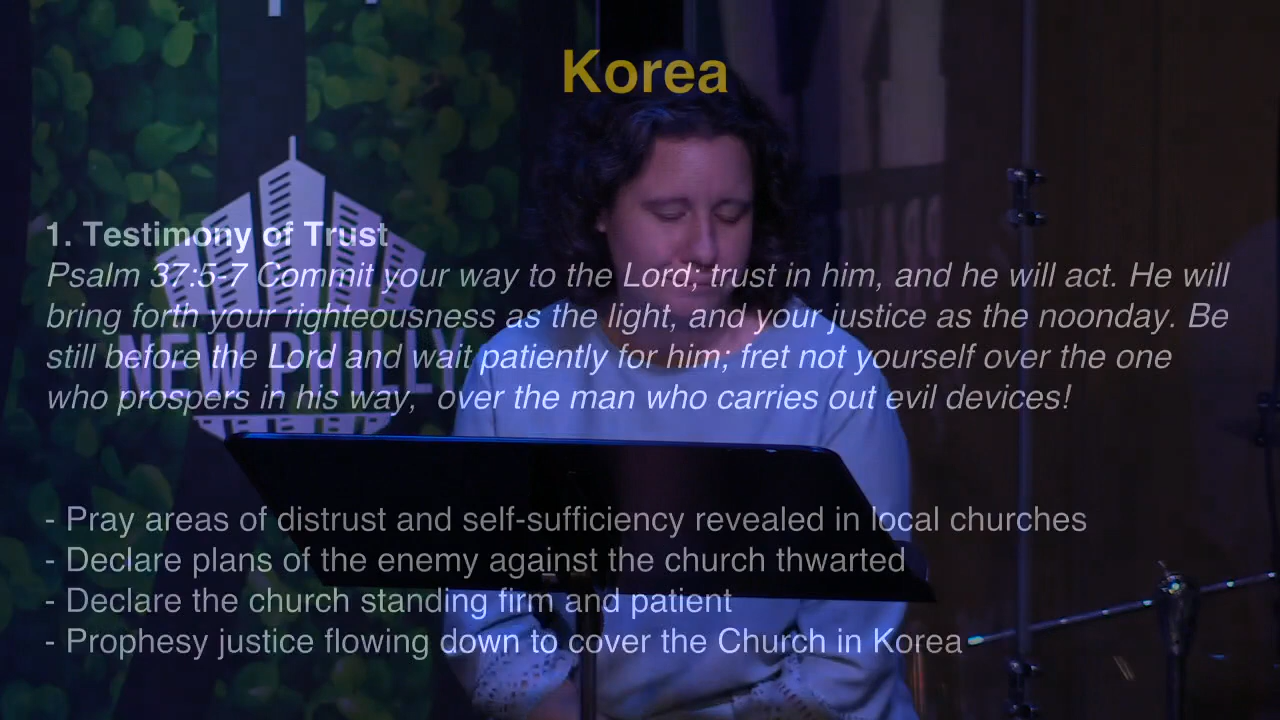 Korea
1. Testimony of Trust
Psalm 37:5-7 Commit your way to the Lord; trust in him, and he will act. He will
bring forth your righteousness as the light, and your justice as the noonday. Be
still before the Lord and wait patiently for him; fret not yourself over the one
who prospers in his way,  over the man who carries out evil devices!
NEW PHILLY
- Pray areas of distrust and self-sufficiency revealed in local churches
- Declare plans of the enemy against the church thwarted
- Declare the church standing firm and patient
- Prophesy justice flowing down to cover the Church in Korea